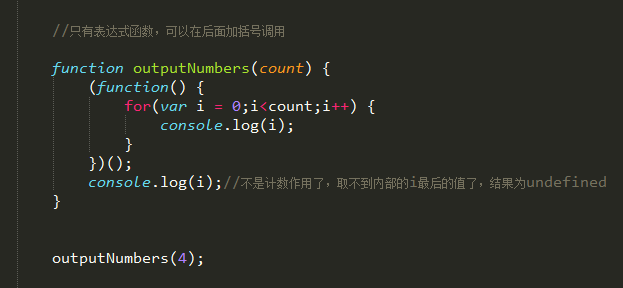 //只有表达式函数，可以在后面加括号调用
function outputNumbers(count) {
(function() {
for(var i = 0;i<count;i++) {
console.log(i);
}
})();
console.log(i);//不是计数作用了，取不到内部的i最后的值了，结果为undefined
}
outputNumbers(4);